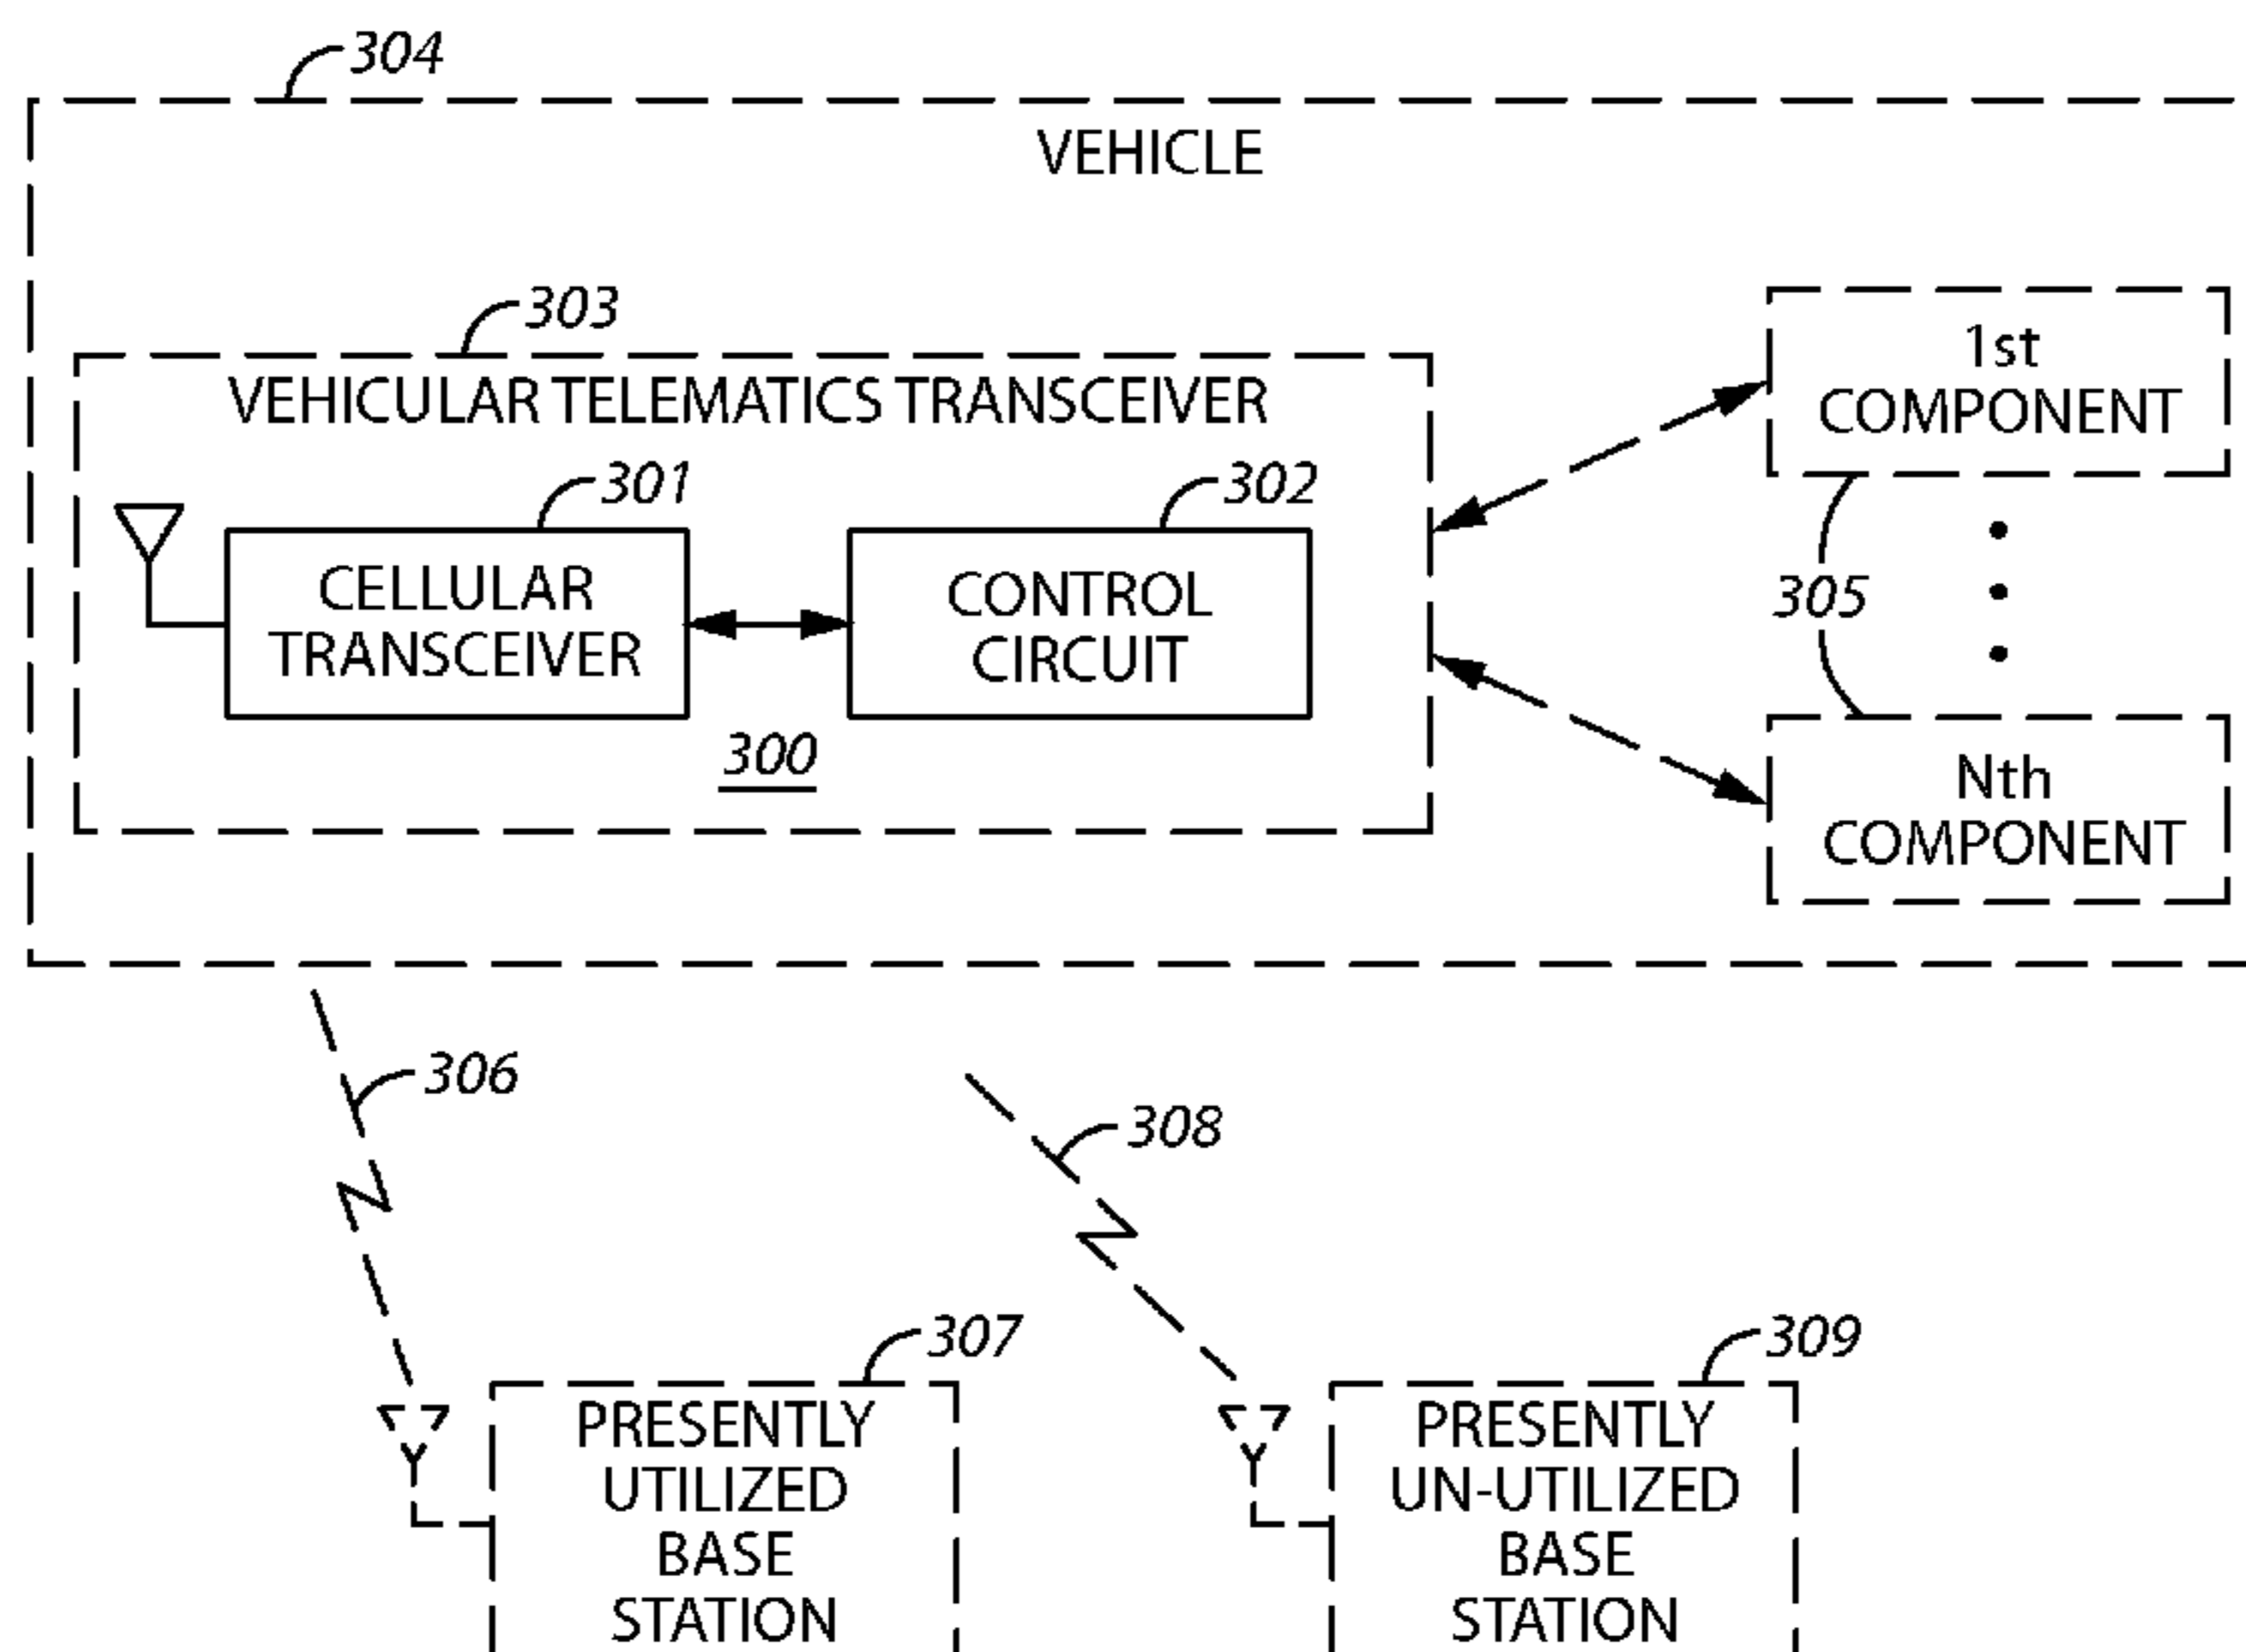 304
VEHICLE
303
VEHICULAR TELEMATICS TRANSCEIVER
1st
COMPONENT
301
302
CELLULAR
TRANSCEIVER
CONTROL
CIRCUIT
305
300
Nth
COMPONENT
306
308
307
309
PRESENTLY
UTILIZED
BASE
STATION
PRESENTLY
UN-UTILIZED
BASE
STATION